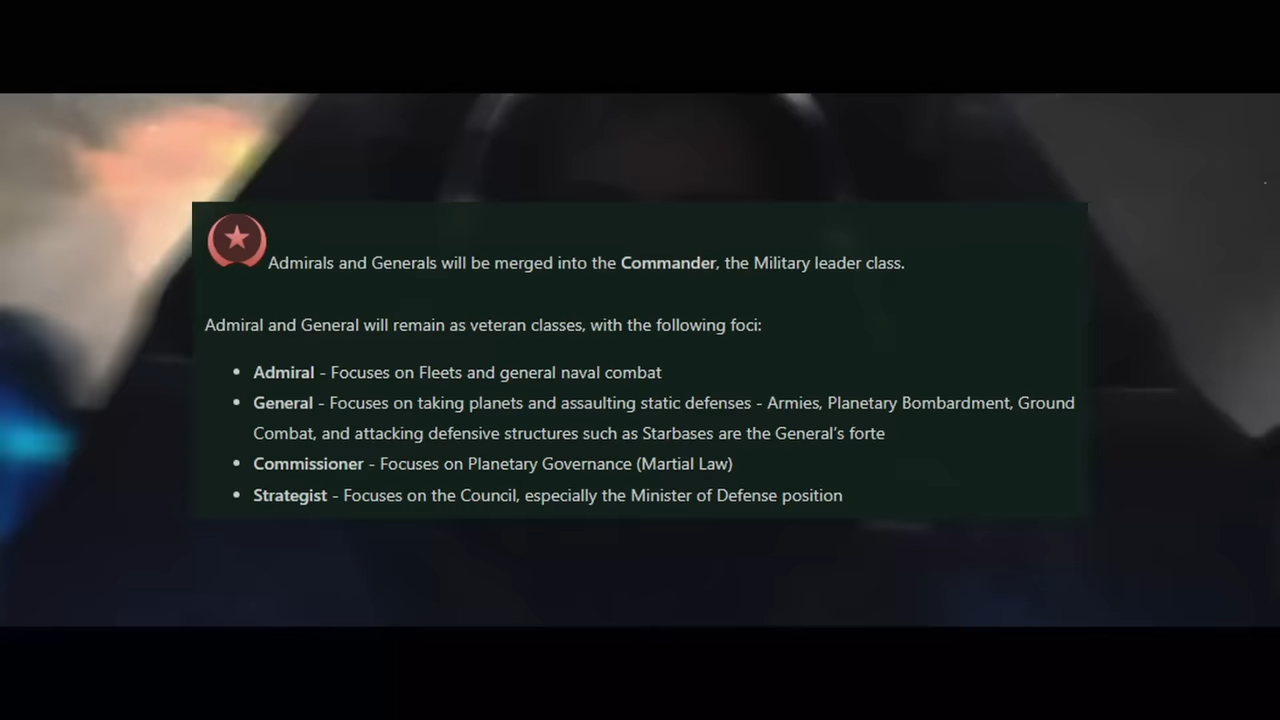 Admirals and Generals will be merged into the Commander, the Military leader class.
Admiral and General will remain as veteran classes, with the following foci:
• Admiral - Focuses on Fleets and general naval combat
• General - Focuses on taking planets and assaulting static defenses - Armies, Planetary Bombardment, Ground
Combat, and attacking defensive structures such as Starbases are the General's forte
• Commissioner - Focuses on Planetary Governance (Martial Law)
• Strategist - Focuses on the Council, especially the Minister of Defense position